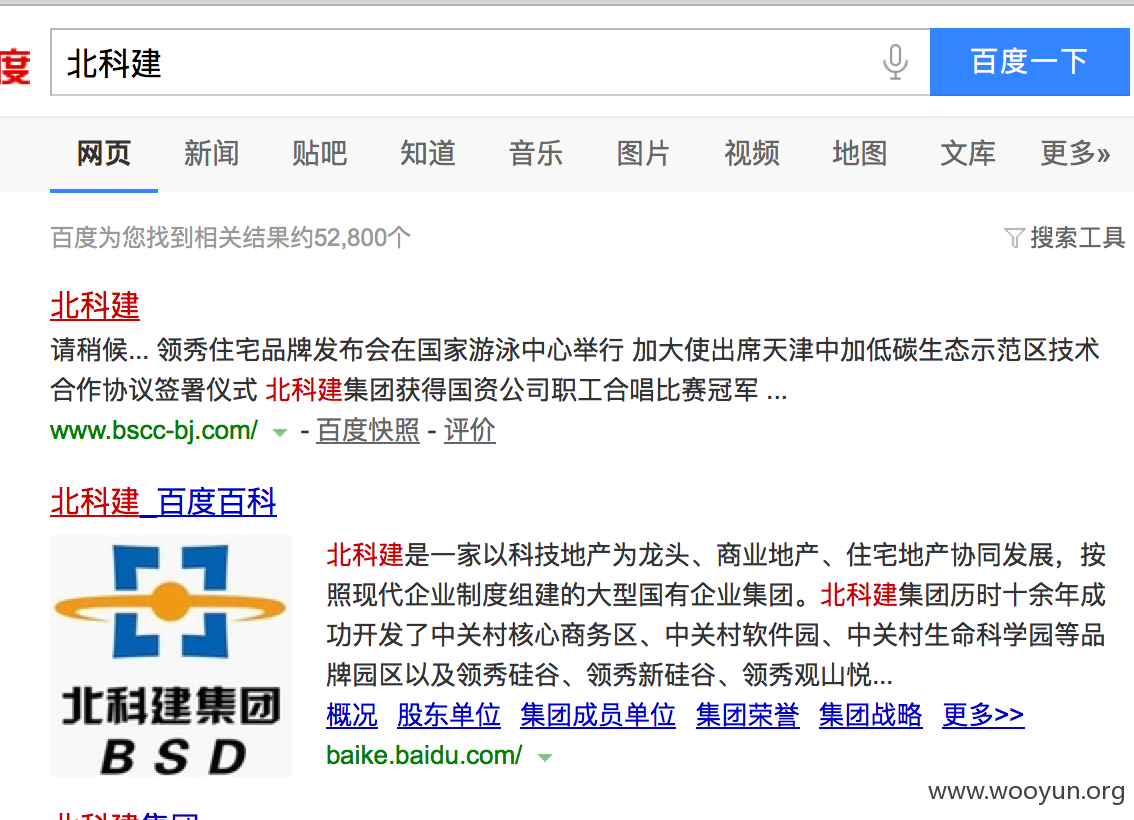 度 北科建 百度一下
网页 新闻 贴吧 知道 音乐 图片 视频 地图 文库 更多»
百度为您找到相关结果约52,800个 搜索工具
北科建
请稍候... 领秀住宅品牌发布会在国家游泳中心举行 加大使出席天津中加低碳生态示范区技术
合作协议签署仪式 北科建集团获得国资公司职工合唱比赛冠军 ...
www.bscc-bj.com/ - 百度快照 - 评价
北科建_百度百科
北科建是一家以科技地产为龙头、商业地产、住宅地产协同发展，按
照现代企业制度组建的大型国有企业集团。北科建集团历时十余年成
功开发了中关村核心商务区、中关村软件园、中关村生命科学园等品
牌园区以及领秀硅谷、领秀新硅谷、领秀观山悦...
概况 股东单位 集团成员单位 集团荣誉 集团战略 更多>>
baike.baidu.com/
北科建集团
BSD
www.wooyun.org
北科建集团